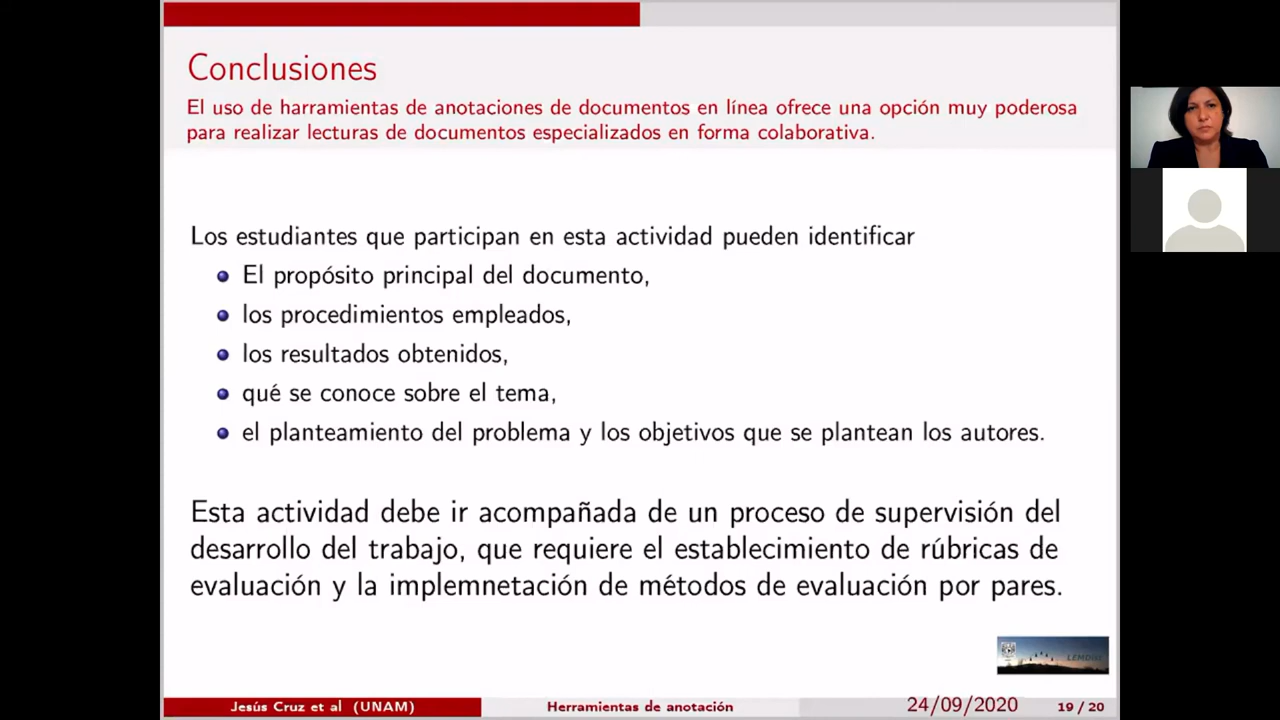 Conclusiones
El uso de harramientas de anotaciones de documentos en línea ofrece una opción muy poderosa
para realizar lecturas de documentos especializados en forma colaborativa.
Los estudiantes que participan en esta actividad pueden identificar
El propósito principal del documento,
los procedimientos empleados,
los resultados obtenidos,
qué se conoce sobre el tema,
el planteamiento del problema y los objetivos que se plantean los autores.
Esta actividad debe ir acompañada de un proceso de supervisión del
desarrollo del trabajo, que requiere el establecimiento de rúbricas de
evaluación y la implemnetación de métodos de evaluación por pares.
Jesús Cruz et al (UNAM)
Herramientas de anotación
24/09/2020
19 / 20